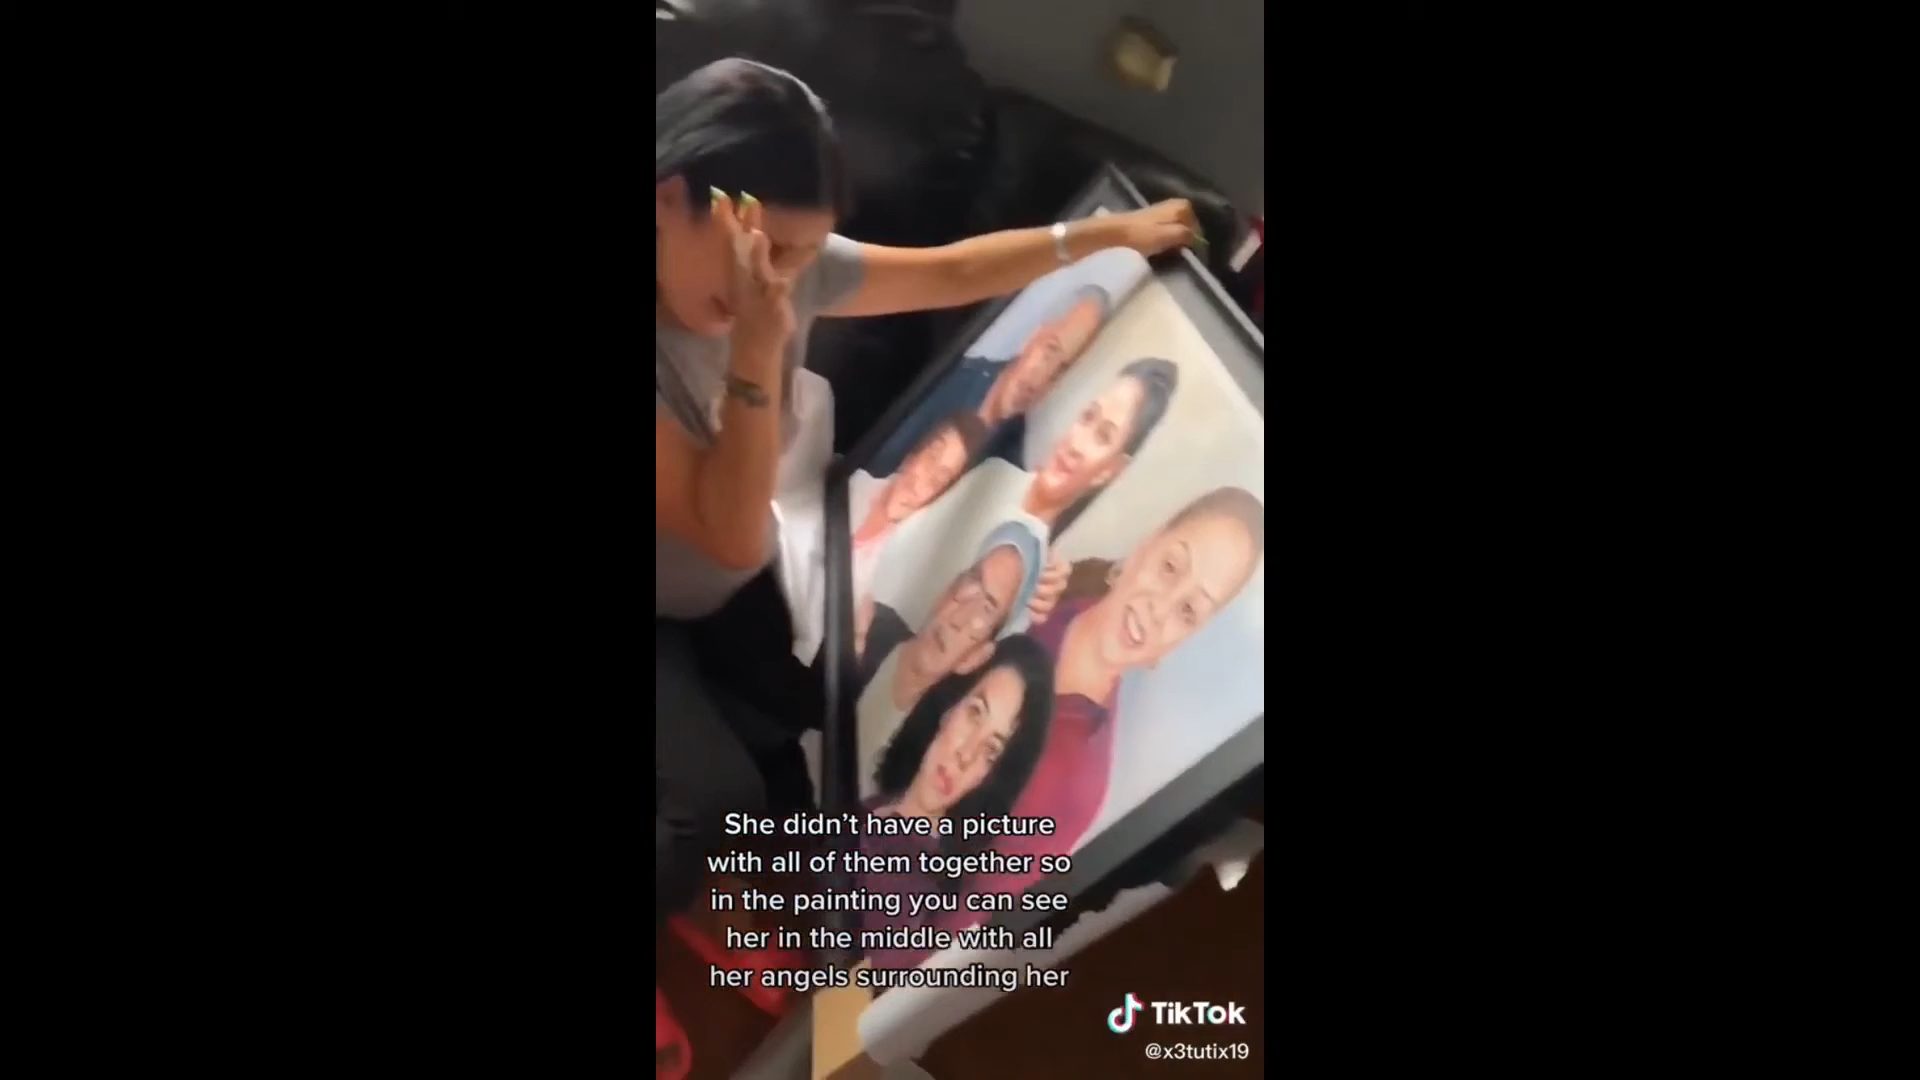 She didn’t have a picture
with all of them together so
in the painting you can see
her in the middle with all
her angels surrounding her
TikTok
@x3tutix19